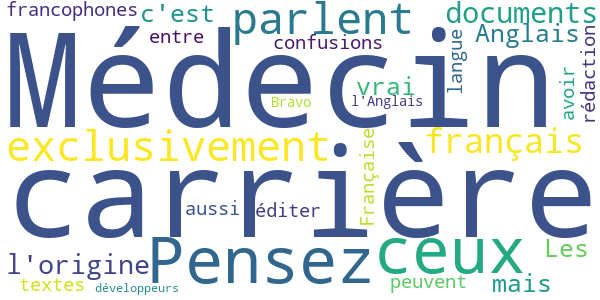 francophones
c'est
parlent
documents
entre
confusions
Anglais
langue
rédaction
Médecin
vrai
avoir
Bravo
l'Anglais
exclusivement
français
Française
carrière
aussi
éditer
l'origine
Pensez
ceux
Les
textes
développeurs
peuvent
mais